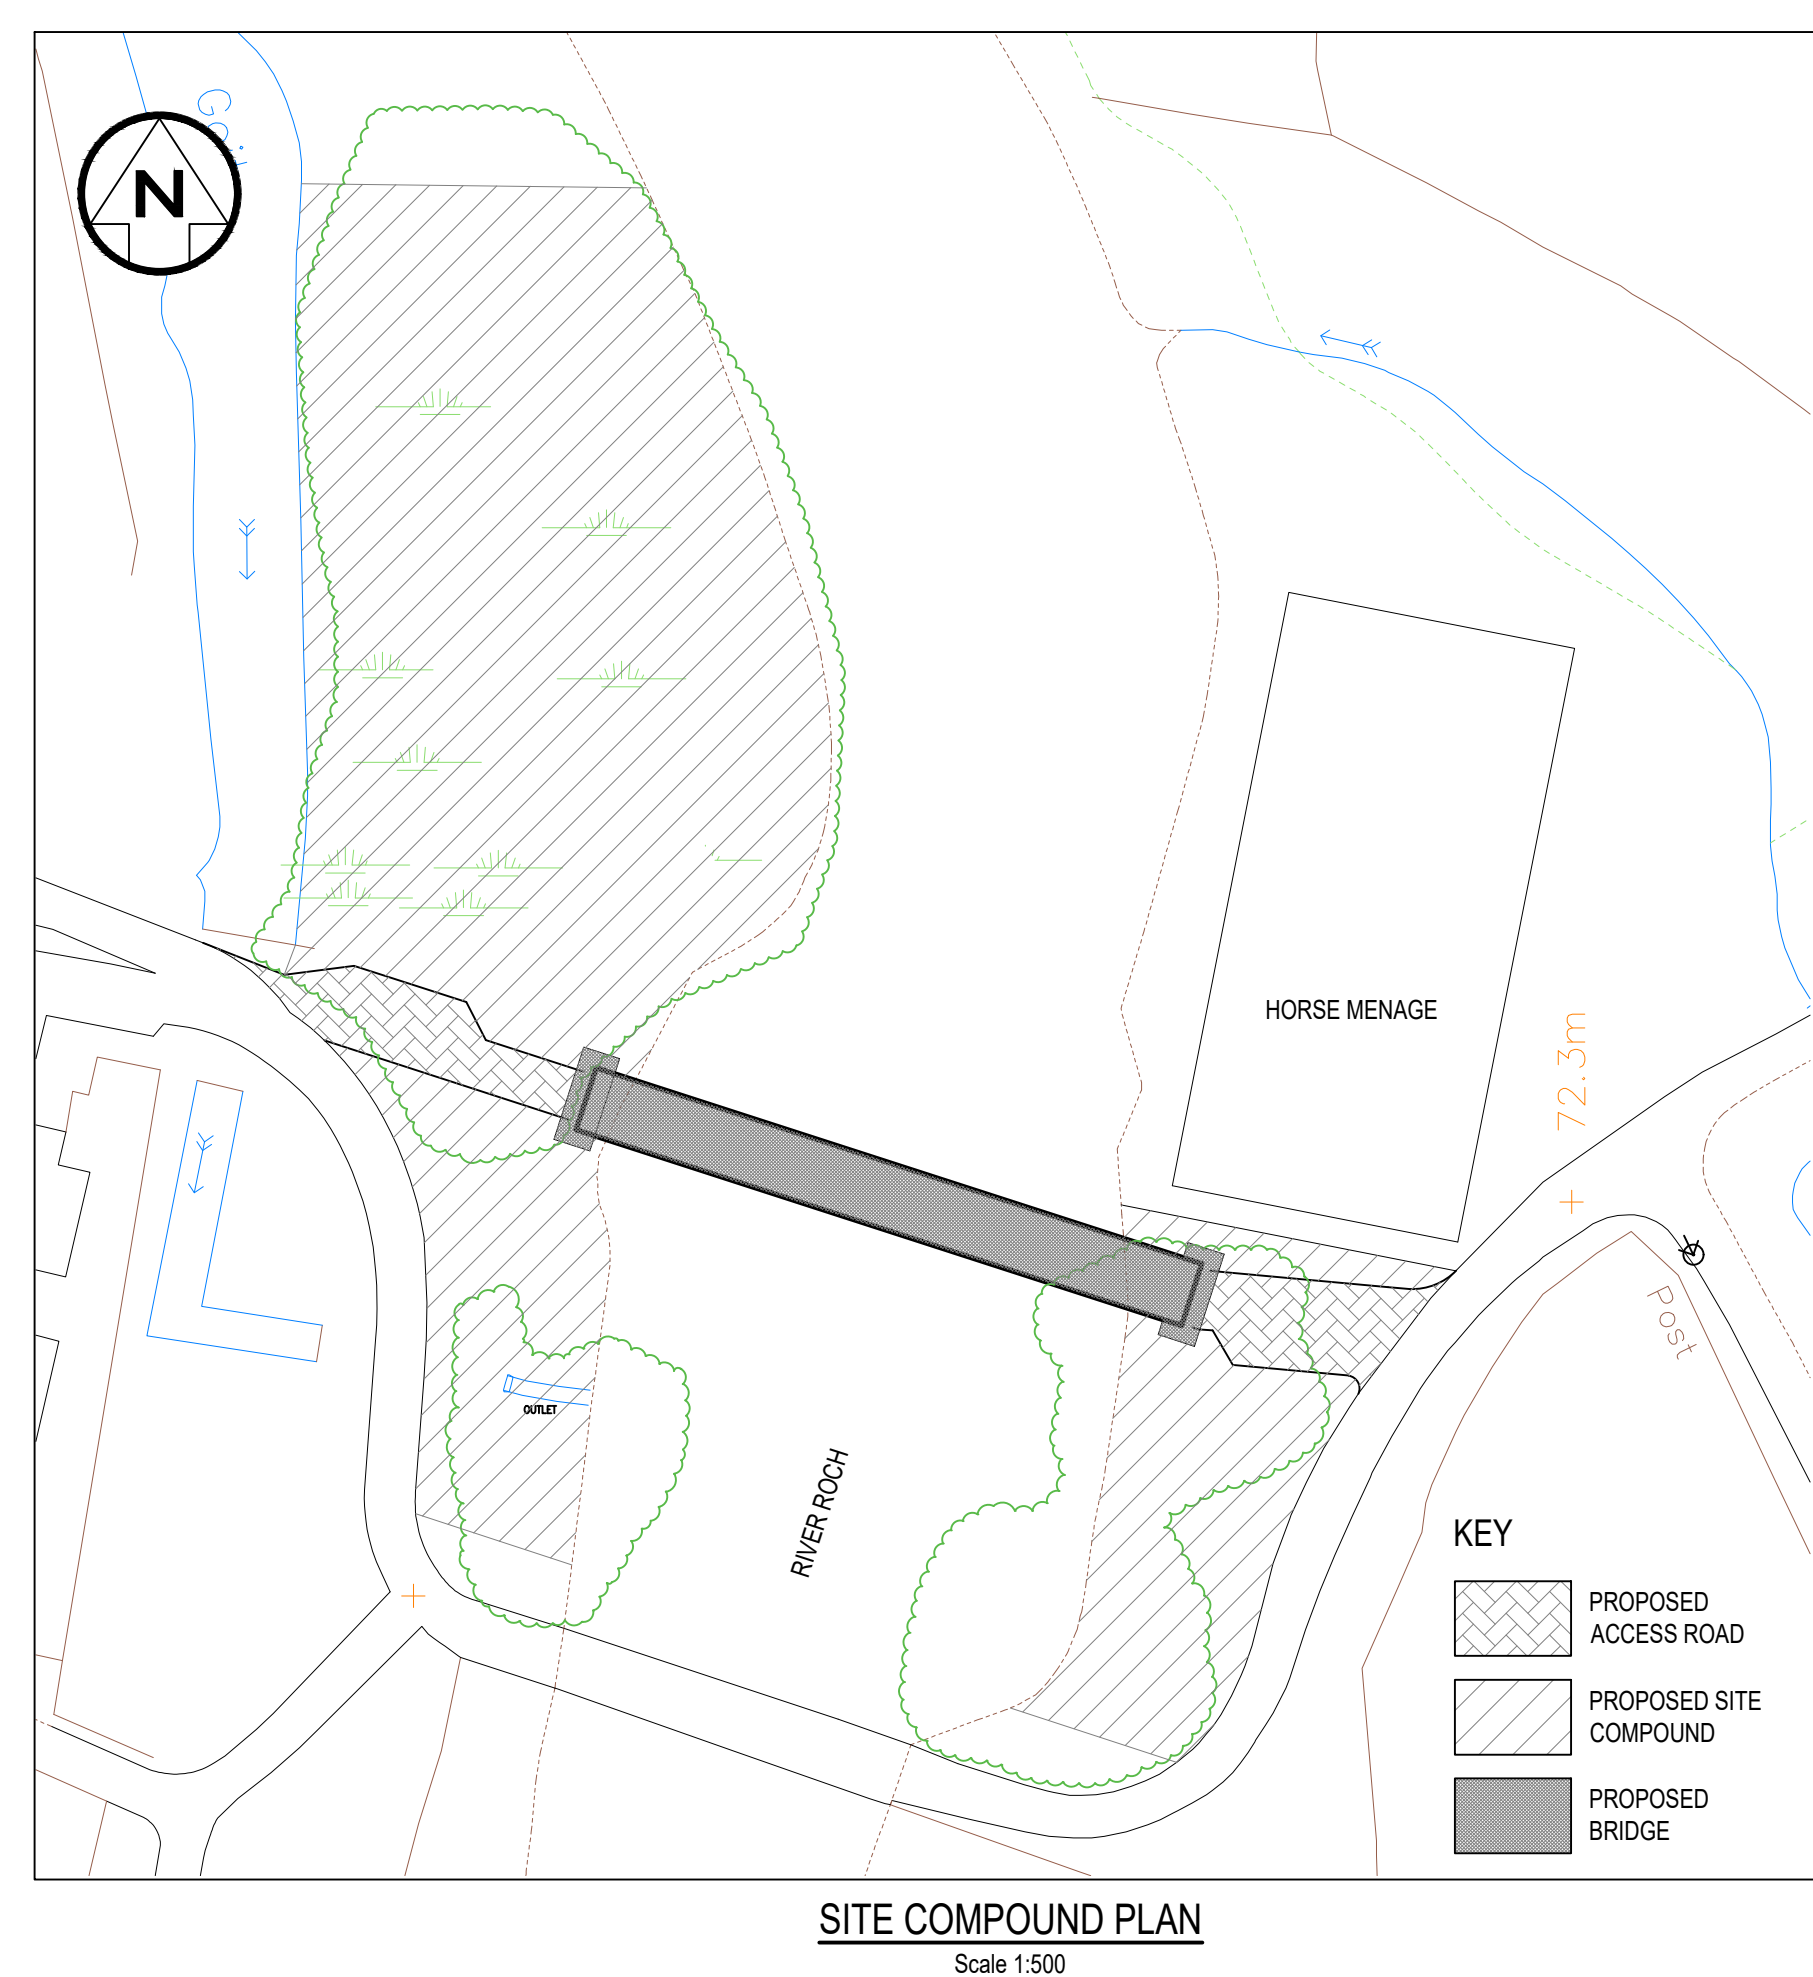 N
HORSE MENAGE
72.3m
Post
OUTLET
RIVER ROCH
KEY
PROPOSED
ACCESS ROAD
PROPOSED SITE
COMPOUND
PROPOSED
BRIDGE
SITE COMPOUND PLAN
Scale 1:500